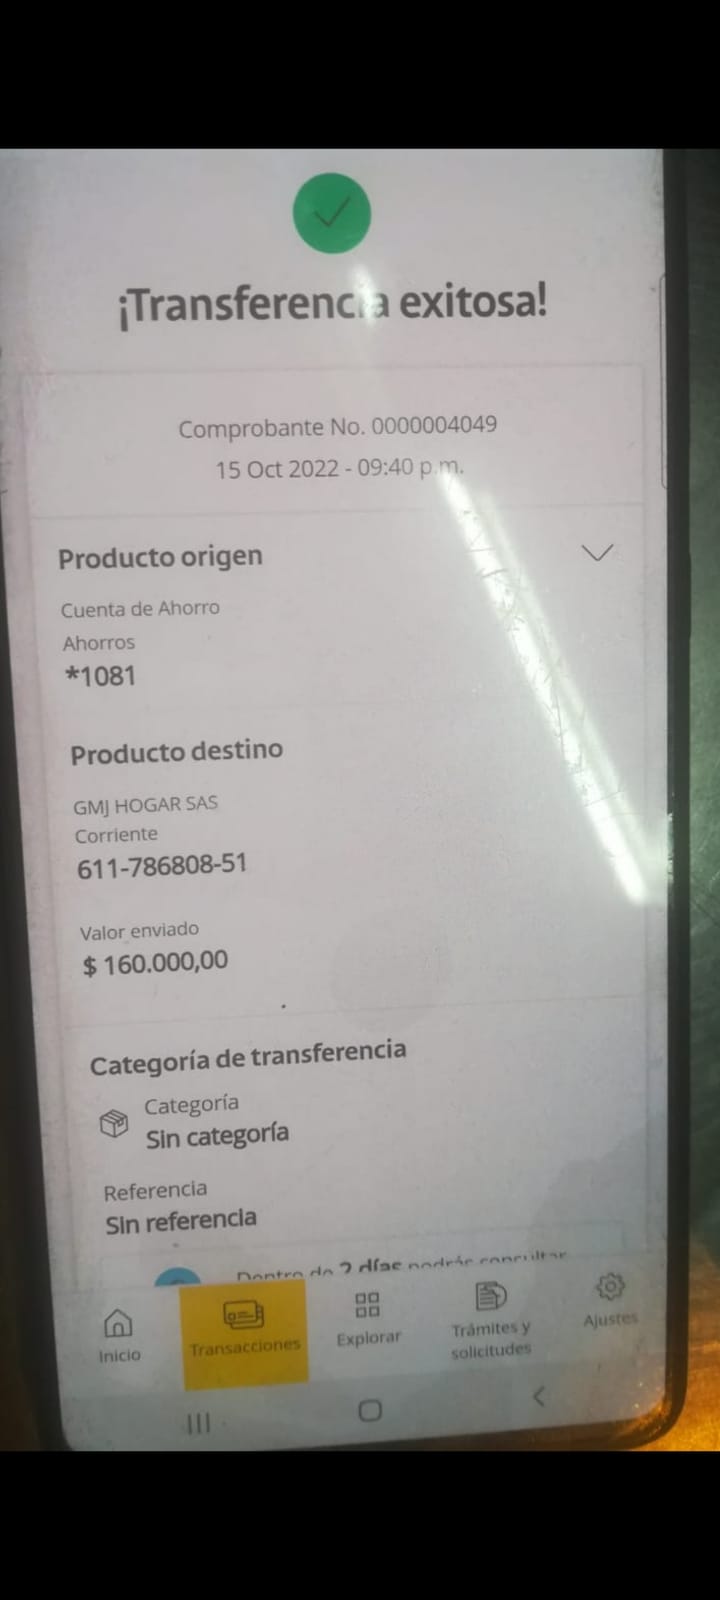 ¡Transferencia exitosa!
Comprobante No. 0000004049
15 Oct 2022 - 09:40 p.m.
Producto origen
Cuenta de Ahorro
Ahorros
*1081
Producto destino
GMJ HOGAR SAS
Corriente
611-786808-51
Valor enviado
$ 160.000,00
Categoría de transferencia
Categoría
Sin categoría
Referencia
Sin referencia
Dentro de 2 días podrás consultar
Inicio
Transacciones
Explorar
Trámites y
solicitudes
Ajustes